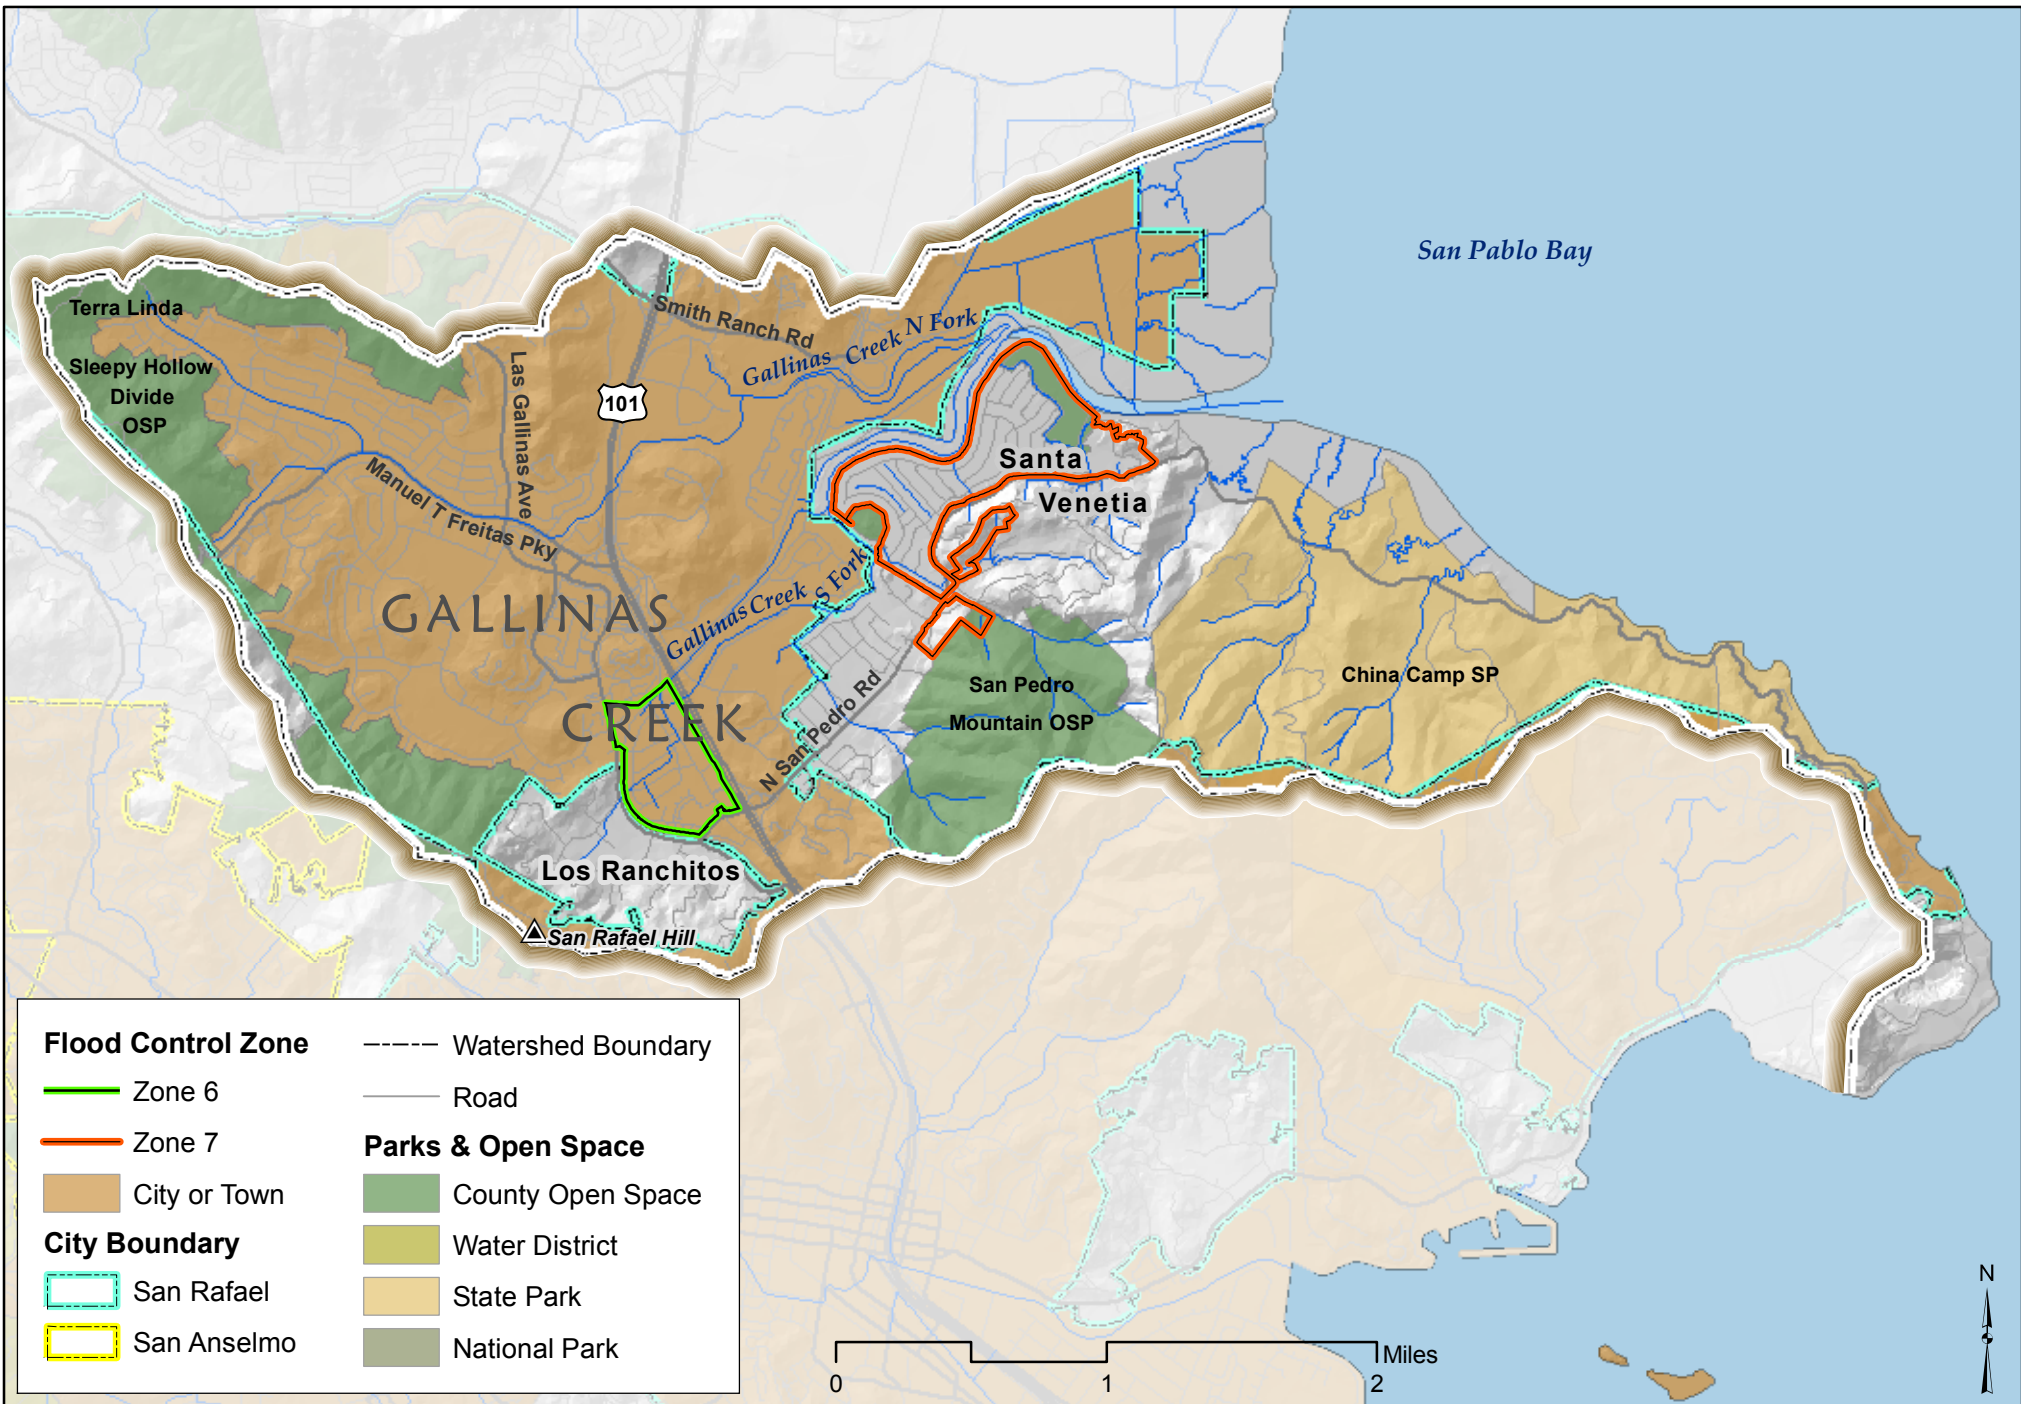 San Pablo Bay
Terra Linda
Sleepy Hollow
Divide
OSP
Las Gallinas Ave
Manuel T Freitas Pky
101
Smith Ranch Rd
Gallinas Creek N Fork
Santa
Venetia
Gallinas Creek S Fork
GALLINAS
CREEK
N San Pedro Rd
San Pedro
Mountain OSP
China Camp SP
Los Ranchitos
San Rafael Hill
Flood Control Zone
Zone 6
Zone 7
City or Town
City Boundary
San Rafael
San Anselmo
Watershed Boundary
Road
Parks & Open Space
County Open Space
Water District
State Park
National Park
Miles
0 1 2
N